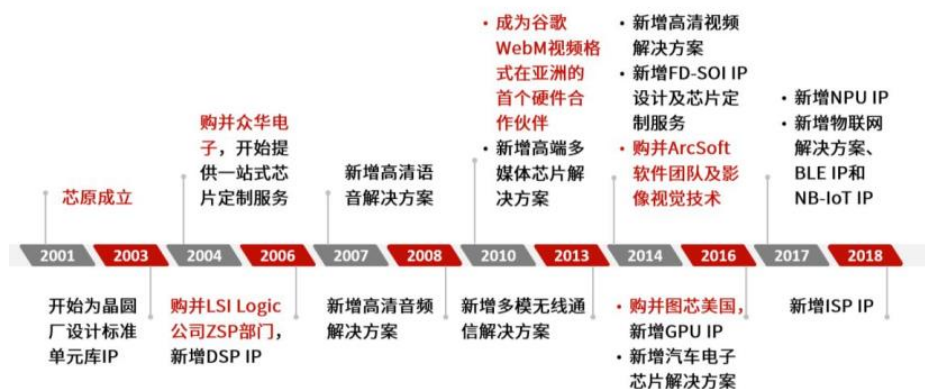 芯原成立
购并众华电
子，开始提
供一站式芯
片定制服务
新增高清语
音解决方案
• 成为谷歌
WebM视频格
式在亚洲的
首个硬件合
作伙伴
• 新增高端多
媒体芯片解
决方案
• 新增高清视频
解决方案
• 新增FD-SOI IP
设计及芯片定
制服务
• 购并ArcSoft
软件团队及影
像视觉技术
• 新增NPU IP
• 新增物联网
解决方案、
BLE IP和
NB-IoT IP
2001 2003 2004 2006 2007 2008 2010 2013 2014 2016 2017 2018
开始为晶圆
厂设计标准
单元库IP
购并LSI Logic
公司ZSP部门，
新增DSP IP
新增高清音频
解决方案
新增多模无线通
信解决方案
• 购并图芯美国，
新增GPU IP
• 新增汽车电子
芯片解决方案
新增ISP IP